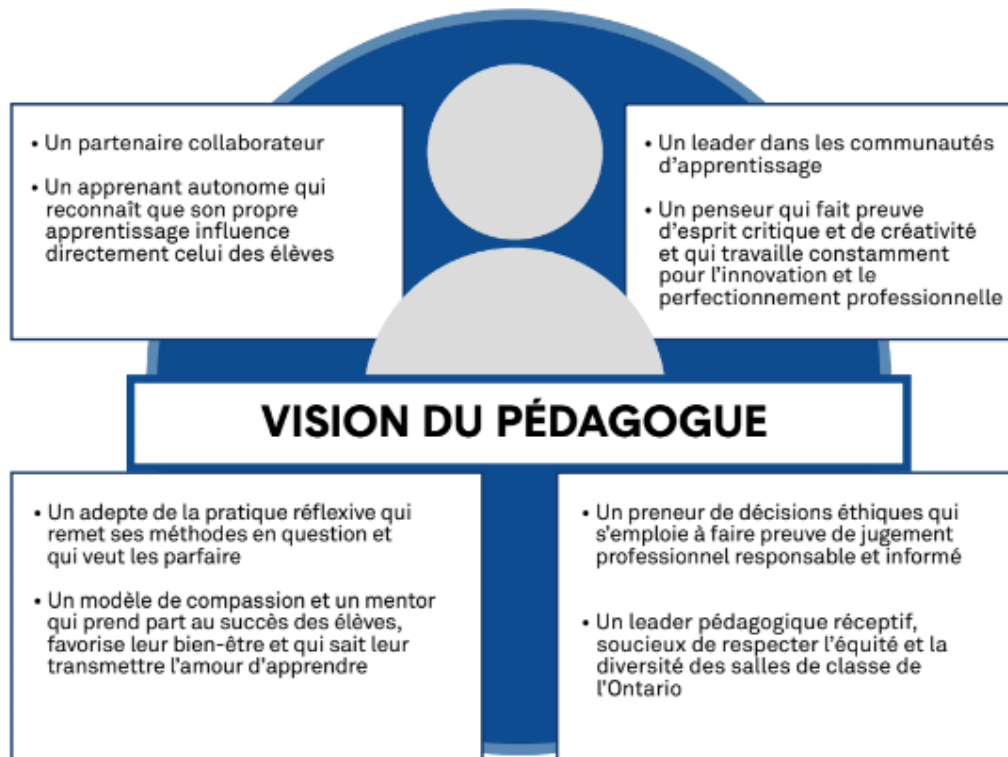 • Un partenaire collaborateur
• Un apprenant autonome qui
reconnaît que son propre
apprentissage influence
directement celui des élèves
• Un leader dans les communautés
d'apprentissage
• Un penseur qui fait preuve
d'esprit critique et de créativité
et qui travaille constamment
pour l'innovation et le
perfectionnement professionnelle
VISION DU PÉDAGOGUE
• Un adepte de la pratique réflexive qui
remet ses méthodes en question et
qui veut les parfaire
• Un modèle de compassion et un mentor
qui prend part au succès des élèves,
favorise leur bien-être et qui sait leur
transmettre l'amour d'apprendre
• Un preneur de décisions éthiques qui
s'emploie à faire preuve de jugement
professionnel responsable et informé
• Un leader pédagogique réceptif,
soucieux de respecter l'équité et la
diversité des salles de classe de
l'Ontario